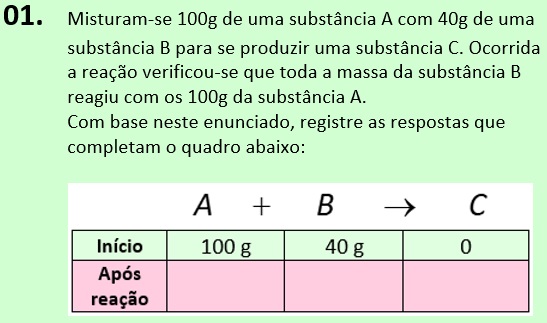 01. Misturam-se 100g de uma substância A com 40g de uma
substância B para se produzir uma substância C. Ocorrida
a reação verificou-se que toda a massa da substância B
reagiu com os 100g da substância A.
Com base neste enunciado, registre as respostas que
completam o quadro abaixo:
A + B → C
Início 100 g 40 g 0
Após
reação